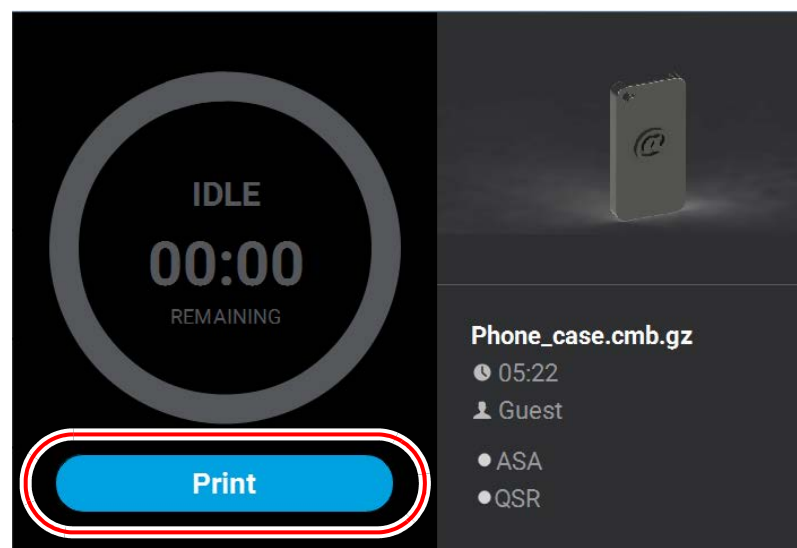 IDLE
00:00
REMAINING
Print
@
Phone_case.cmb.gz
05:22
Guest
ASA
QSR